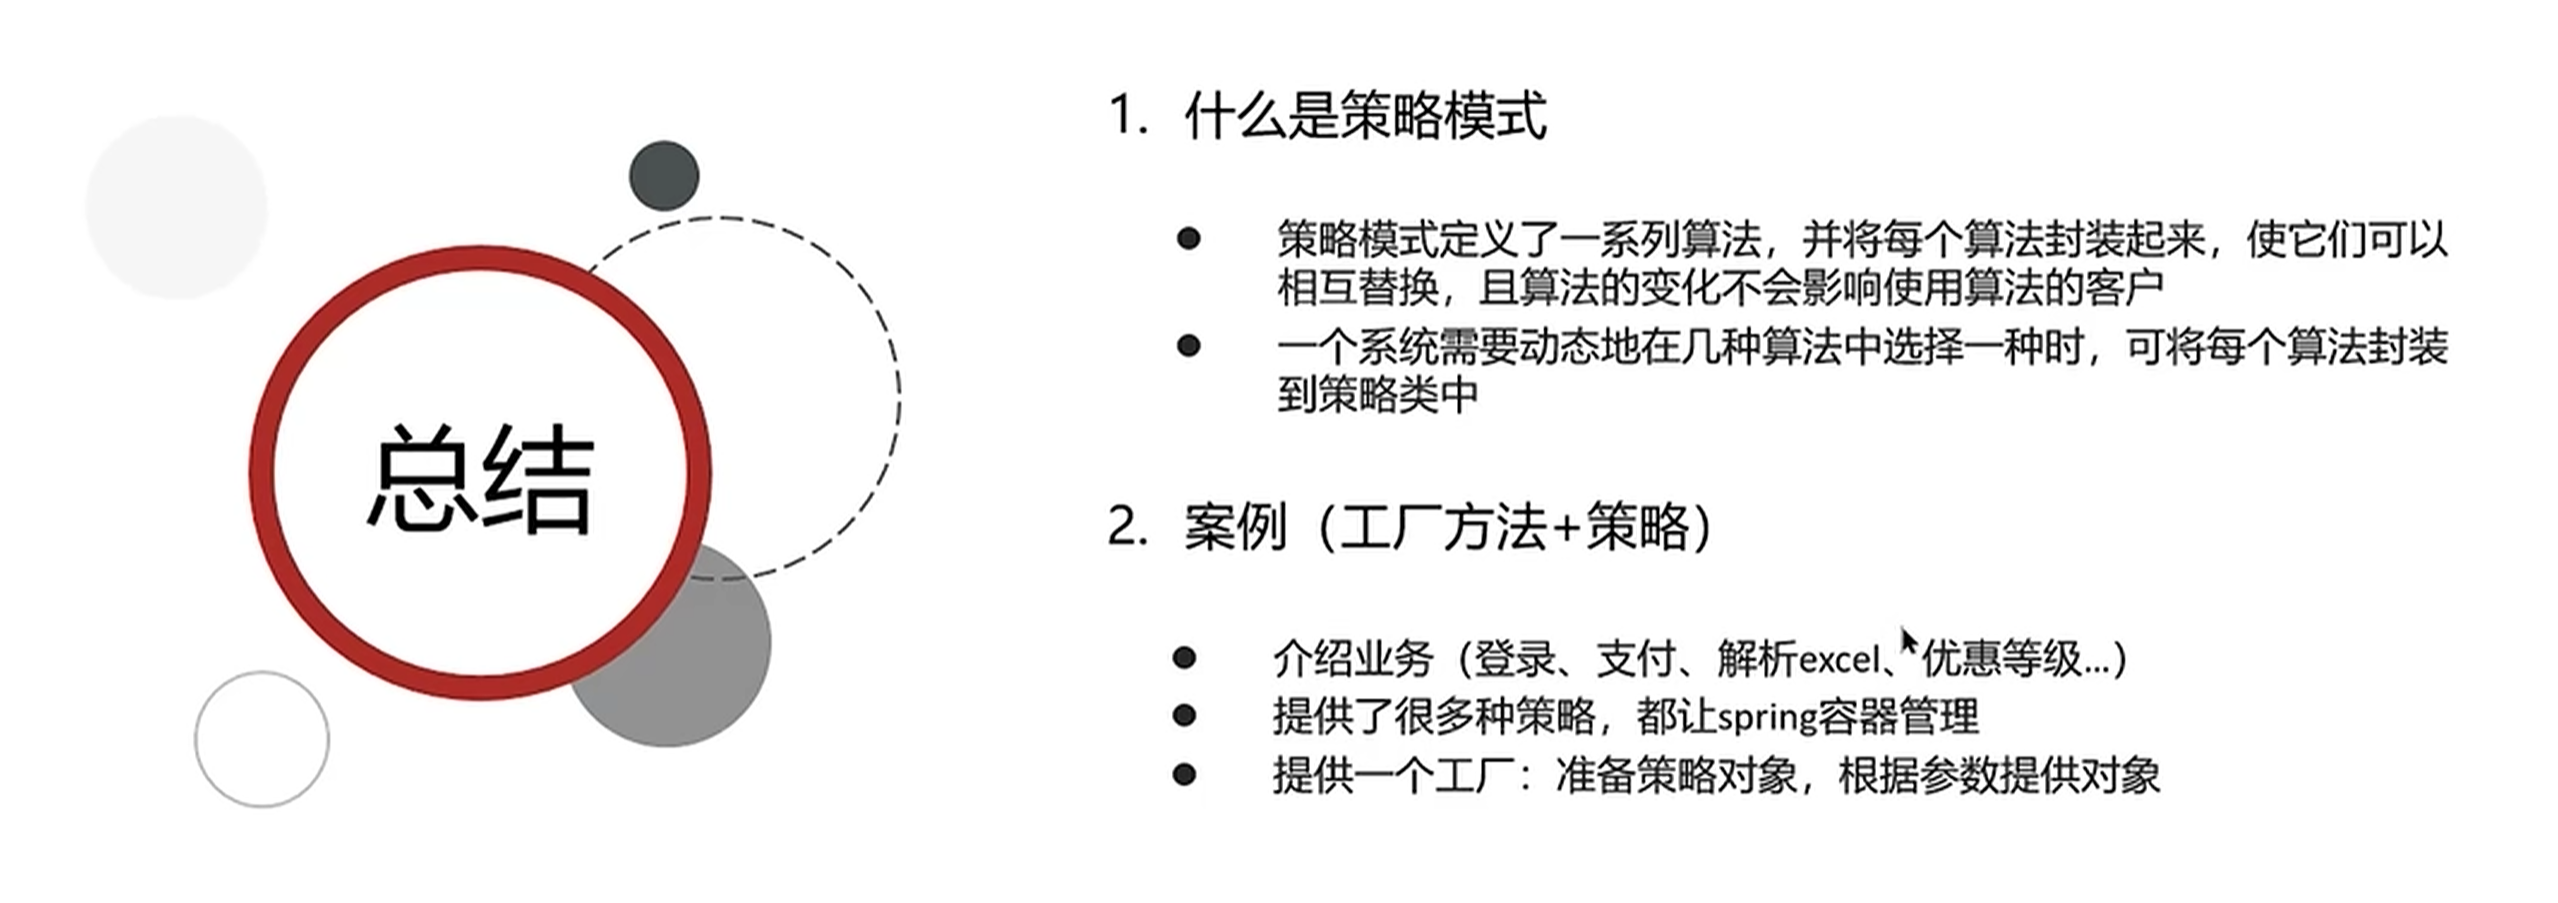 总结
1. 什么是策略模式
● 策略模式定义了一系列算法，并将每个算法封装起来，使它们可以
相互替换，且算法的变化不会影响使用算法的客户
● 一个系统需要动态地在几种算法中选择一种时，可将每个算法封装
到策略类中
2. 案例（工厂方法+策略）
● 介绍业务（登录、支付、解析excel、优惠等级...）
● 提供了很多种策略，都让spring容器管理
● 提供一个工厂：准备策略对象，根据参数提供对象